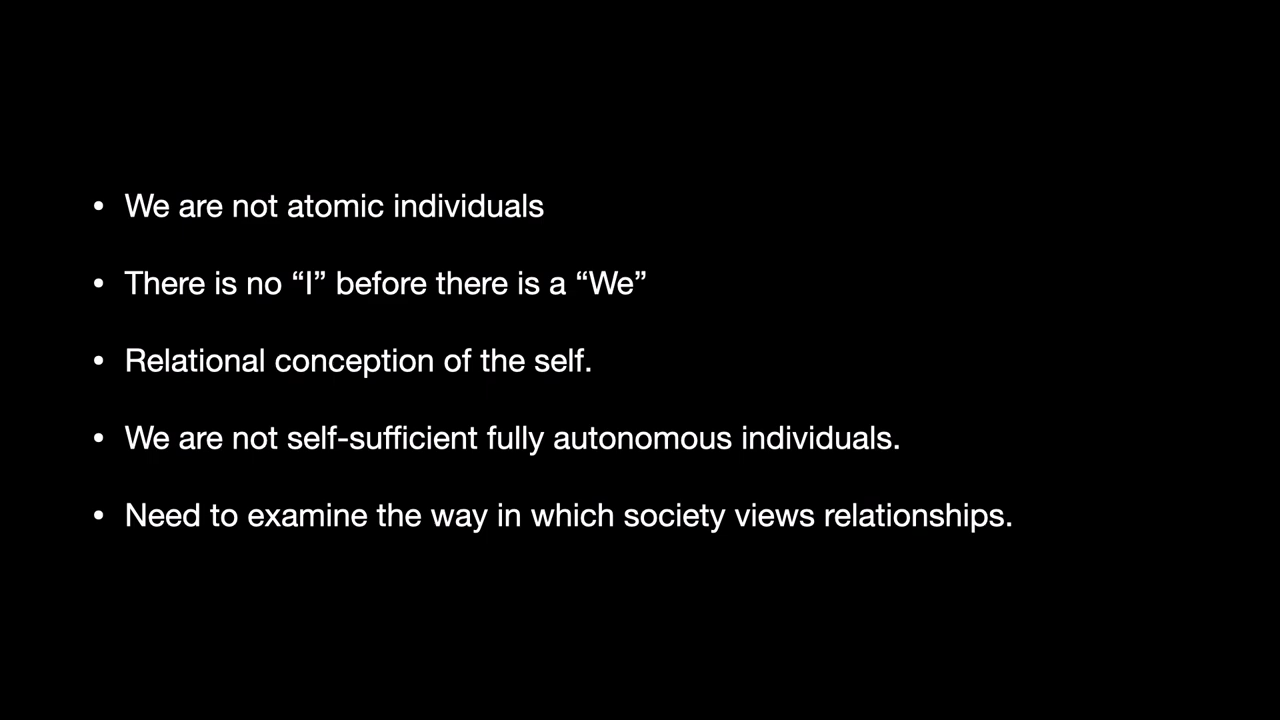 • We are not atomic individuals
• There is no “I” before there is a “We”
• Relational conception of the self.
• We are not self-sufficient fully autonomous individuals.
• Need to examine the way in which society views relationships.